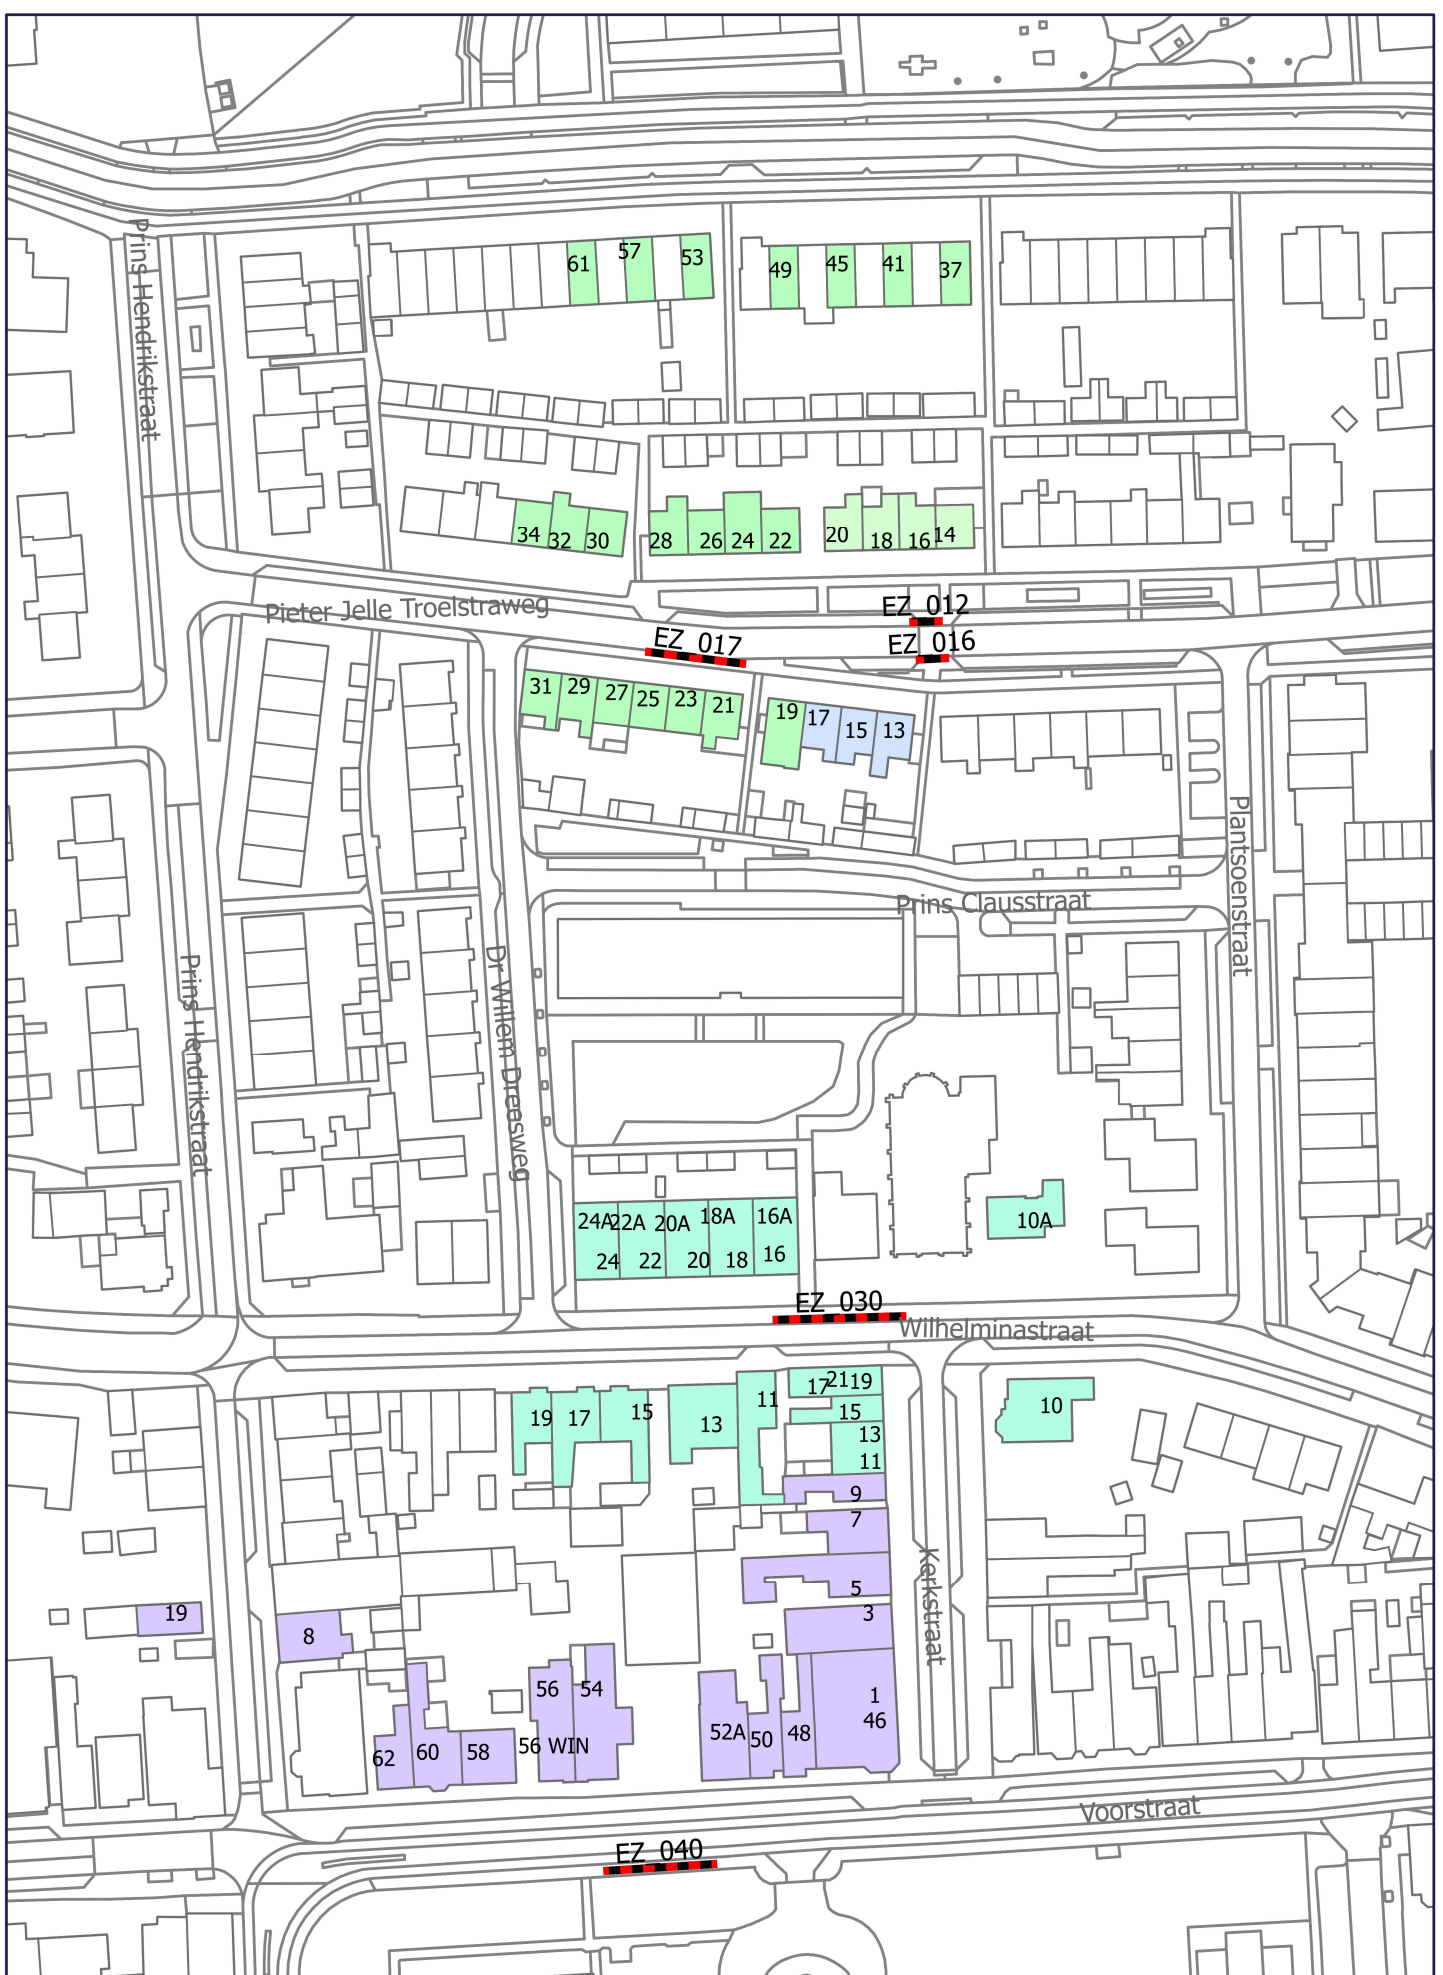 Prins Hendrikstraat
61
57
53
49
45
41
37
34
32
30
28
26
24
22
20
18
16
14
Pieter Jelle Troelstraweg
EZ_012
EZ_017
EZ_016
31
29
27
25
23
21
19
17
15
13
Plantsoenstraat
Prins Clausstraat
Prins Hendrikstraat
Dr Willem Dreesweg
24A
22A
20A
18A
16A
10A
24
22
20
18
16
EZ_030
Wilhelminastraat
19
17
15
13
11
17
21
19
15
13
11
10
9
7
5
3
Kerkstraat
19
8
56
54
1
46
52A
50
48
62
60
58
56 WIN
Voorstraat
EZ_040